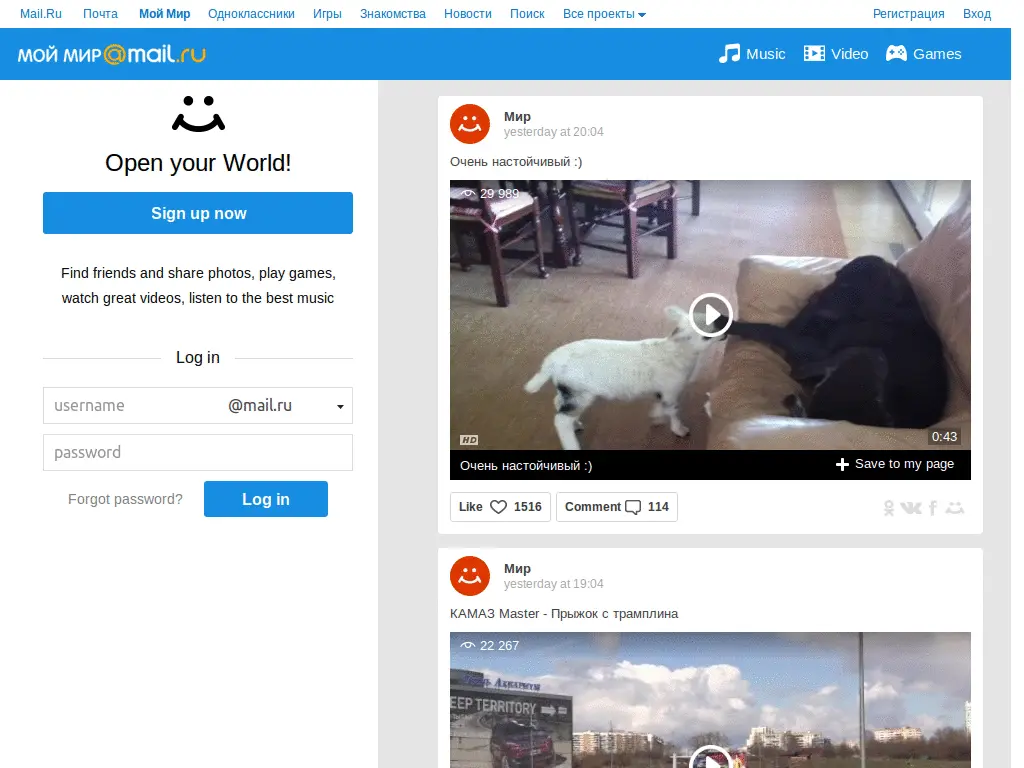 Mail.Ru Почта Мой Мир Одноклассники Игры Знакомства Новости Поиск Все проекты Регистрация Вход
МОЙ МИР@mail.ru Music Video Games
Open your World!
Sign up now
Find friends and share photos, play games,
watch great videos, listen to the best music
Log in
username @mail.ru
password
Forgot password? Log in
Мир
yesterday at 20:04
Очень настойчивый :)
29 989
HD 0:43
Очень настойчивый :) Save to my page
Like 1516 Comment 114
Мир
yesterday at 19:04
КАМАЗ Master - Прыжок с трамплина
22 267
EEP TERRITORY